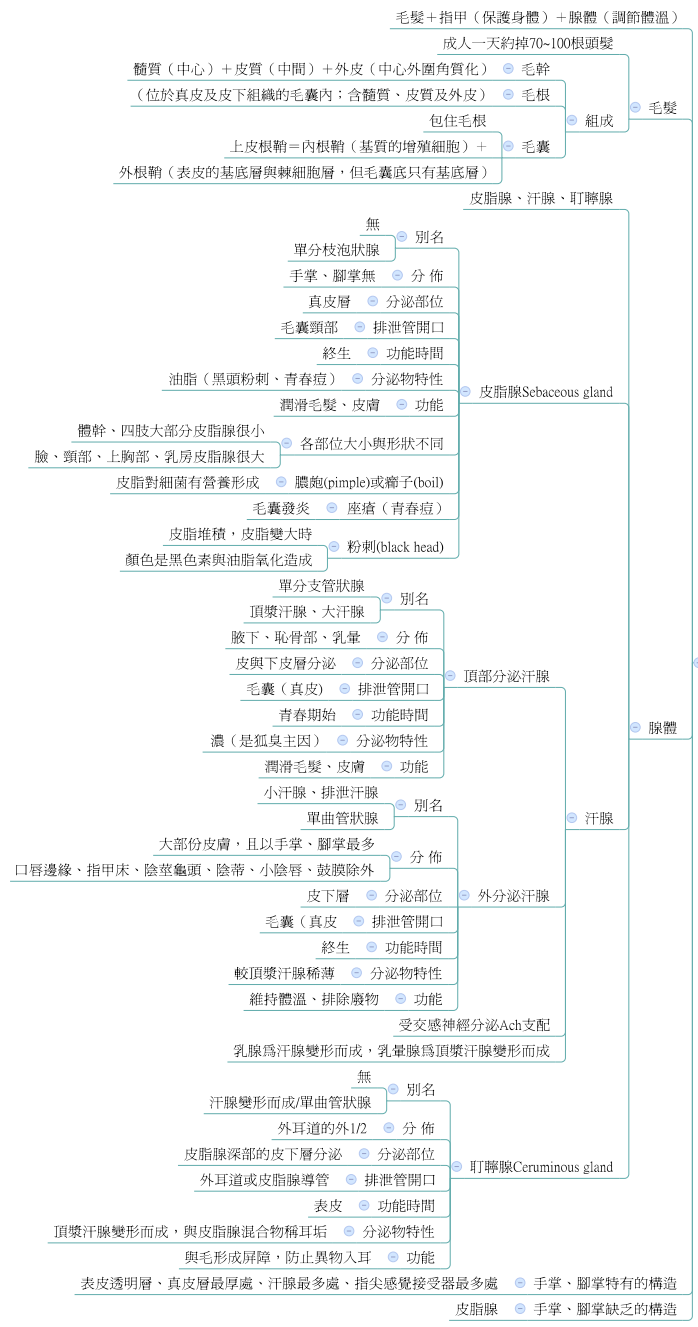 毛髮＋指甲（保護身體）＋腺體（調節體溫）
成人一天約掉70~100根頭髮
髓質（中心）＋皮質（中間）＋外皮（中心外圍角質化） 毛幹
（位於真皮及皮下組織的毛囊內；含髓質、皮質及外皮） 毛根
毛髮
包住毛根
組成
上皮根鞘＝內根鞘（基質的增殖細胞）＋ 毛囊
外根鞘（表皮的基底層與棘細胞層，但毛囊底只有基底層）
皮脂腺、汗腺、耵聹腺
無
別名
單分枝泡狀腺
手掌、腳掌無 分 佈
真皮層 分泌部位
毛囊頸部 排泄管開口
終生 功能時間
油脂（黑頭粉刺、青春痘） 分泌物特性
皮脂腺Sebaceous gland
潤滑毛髮、皮膚 功能
體幹、四肢大部分皮脂腺很小
各部位大小與形狀不同
臉、頸部、上胸部、乳房皮脂腺很大
皮脂對細菌有營養形成 膿皰(pimple)或癤子(boil)
毛囊發炎 座瘡（青春痘）
皮脂堆積，皮脂變大時
粉刺(black head)
顏色是黑色素與油脂氧化造成
單分支管狀腺
別名
頂漿汗腺、大汗腺
腋下、恥骨部、乳暈 分 佈
皮與下皮層分泌 分泌部位
頂部分泌汗腺
毛囊（真皮) 排泄管開口
青春期始 功能時間
腺體
濃（是狐臭主因） 分泌物特性
潤滑毛髮、皮膚 功能
小汗腺、排泄汗腺
別名
單曲管狀腺
汗腺
大部份皮膚，且以手掌、腳掌最多
分 佈
口唇邊緣、指甲床、陰莖龜頭、陰蒂、小陰唇、鼓膜除外
皮下層 分泌部位
外分泌汗腺
毛囊（真皮 排泄管開口
終生 功能時間
較頂漿汗腺稀薄 分泌物特性
維持體溫、排除廢物 功能
受交感神經分泌Ach支配
乳腺為汗腺變形而成，乳暈腺為頂漿汗腺變形而成
無
別名
汗腺變形而成/單曲管狀腺
外耳道的外1/2 分 佈
皮脂腺深部的皮下層分泌 分泌部位
耵聹腺Ceruminous gland
外耳道或皮脂腺導管 排泄管開口
表皮 功能時間
頂漿汗腺變形而成，與皮脂腺混合物稱耳垢 分泌物特性
與毛形成屏障，防止異物入耳 功能
表皮透明層、真皮層最厚處、汗腺最多處、指尖感覺接受器最多處 手掌、腳掌特有的構造
皮脂腺 手掌、腳掌缺乏的構造